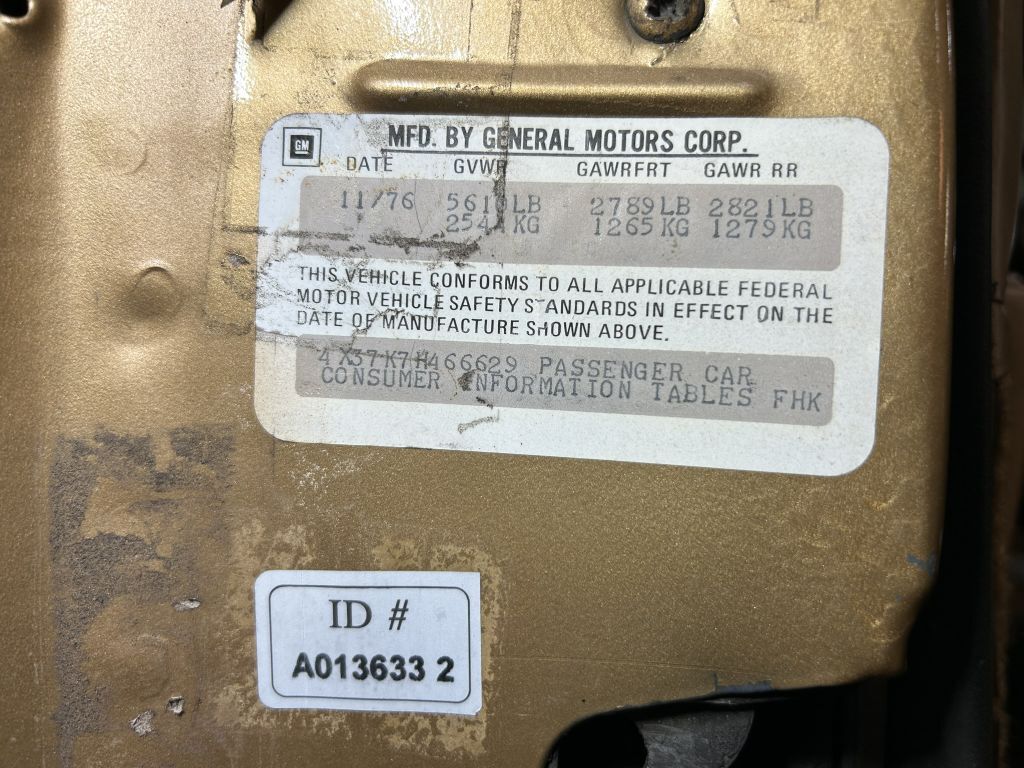 GM
MFD. BY GENERAL MOTORS CORP.
DATE GVWR GAWRFRT GAWR RR
11/76 5610LB 2789LB 2821LB
2544KG 1265KG 1279KG
THIS VEHICLE CONFORMS TO ALL APPLICABLE FEDERAL
MOTOR VEHICLE SAFETY STANDARDS IN EFFECT ON THE
DATE OF MANUFACTURE SHOWN ABOVE.
4X37K7H466629 PASSENGER CAR
CONSUMER INFORMATION TABLES FHK
ID #
A013633 2